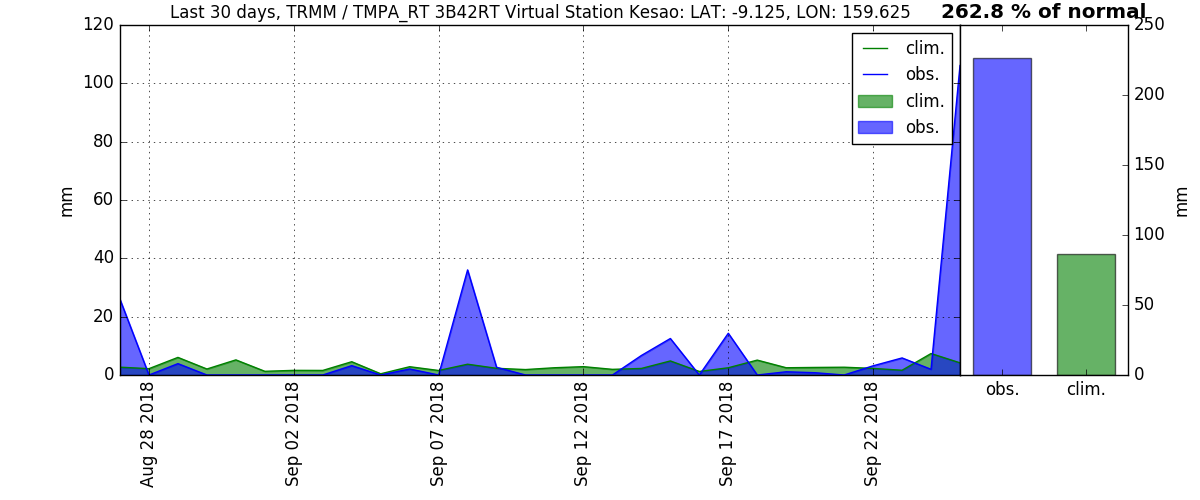 Last 30 days, TRMM / TMPA_RT 3B42RT Virtual Station Kesao: LAT: -9.125, LON: 159.625
262.8 % of normal
120
100
80
60
40
20
0
mm
clim.
obs.
clim.
obs.
250
200
150
100
50
0
mm
Aug 28 2018
Sep 02 2018
Sep 07 2018
Sep 12 2018
Sep 17 2018
Sep 22 2018
obs.
clim.